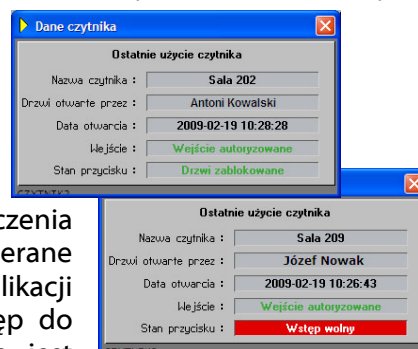 Dane czytnika
Ostatnie użycie czytnika
Nazwa czytnika : Sala 202
Drzwi otwarte przez : Antoni Kowalski
Data otwarcia : 2009-02-19 10:28:28
Wejście : Wejście autoryzowane
Stan przycisku : Drzwi zablokowane
Ostatnie użycie czytnika
Nazwa czytnika : Sala 209
Drzwi otwarte przez : Józef Nowak
Data otwarcia : 2009-02-19 10:26:43
Wejście : Wejście autoryzowane
Stan przycisku : Wstęp wolny
czenia
erane
likacji
ęp do
jest